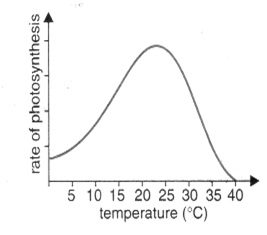 rate of photosynthesis
5 10 15 20 25 30 35 40
temperature (°C)